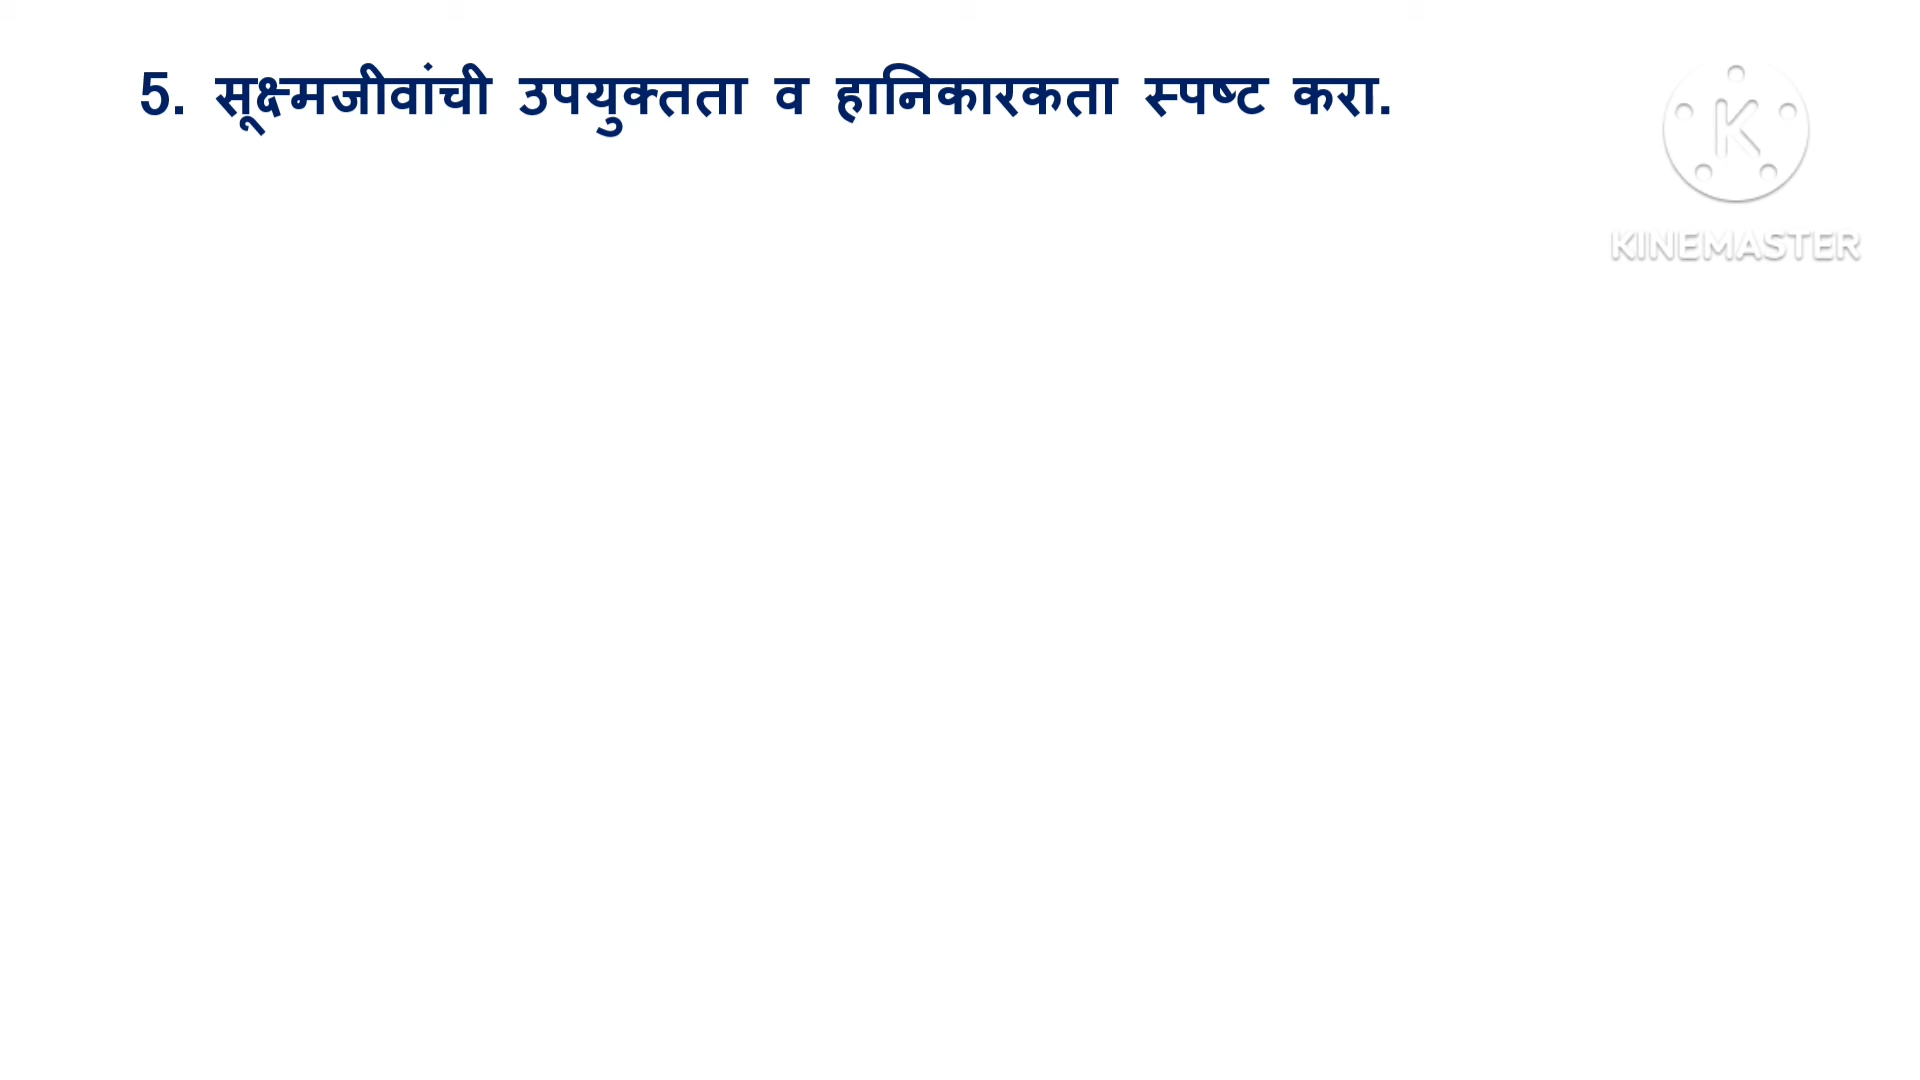 5. सूक्ष्मजीवांची उपयुक्तता व हानिकारकता स्पष्ट करा.
K
KINEMASTER